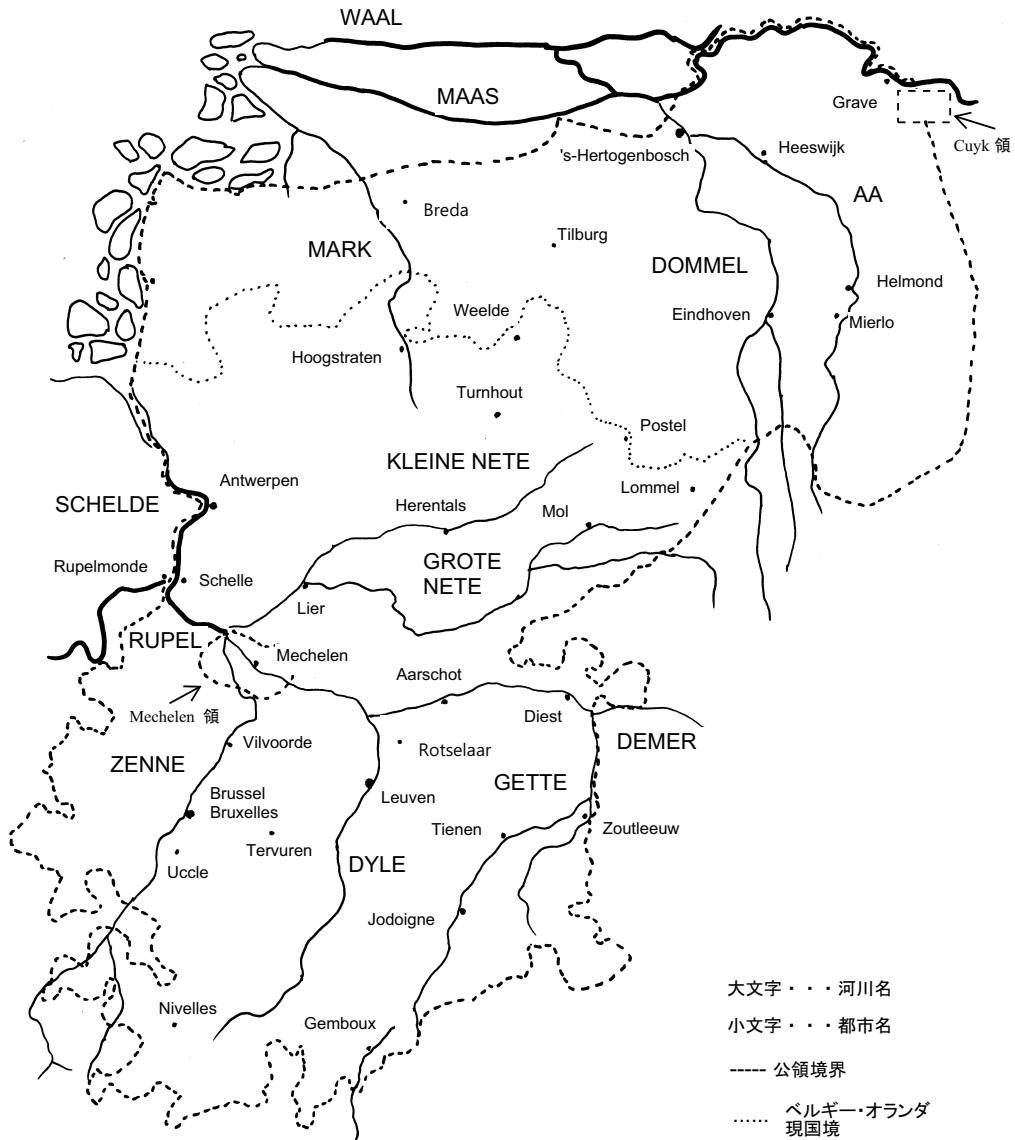 WAAL
MAAS
Grave
Cuyk 領
's-Hertogenbosch
Heeswijk
AA
Breda
Tilburg
MARK
DOMMEL
Helmond
Weelde
Eindhoven
Mierlo
Hoogstraten
Turnhout
Postel
KLEINE NETE
Antwerpen
Lommel
SCHELDE
Herentals
Mol
GROTE
NETE
Rupelmonde
Schelle
Lier
RUPEL
Mechelen
Aarschot
Mechelen 領
Diest
DEMER
Vilvoorde
Rotselaar
ZENNE
GETTE
Brussel
Bruxelles
Leuven
Tienen
Zoutleeuw
Tervuren
Uccle
DYLE
Jodoigne
Nivelles
Gemboux
大文字・・・河川名
小文字・・・都市名
----- 公領境界
...... ベルギー・オランダ
現国境